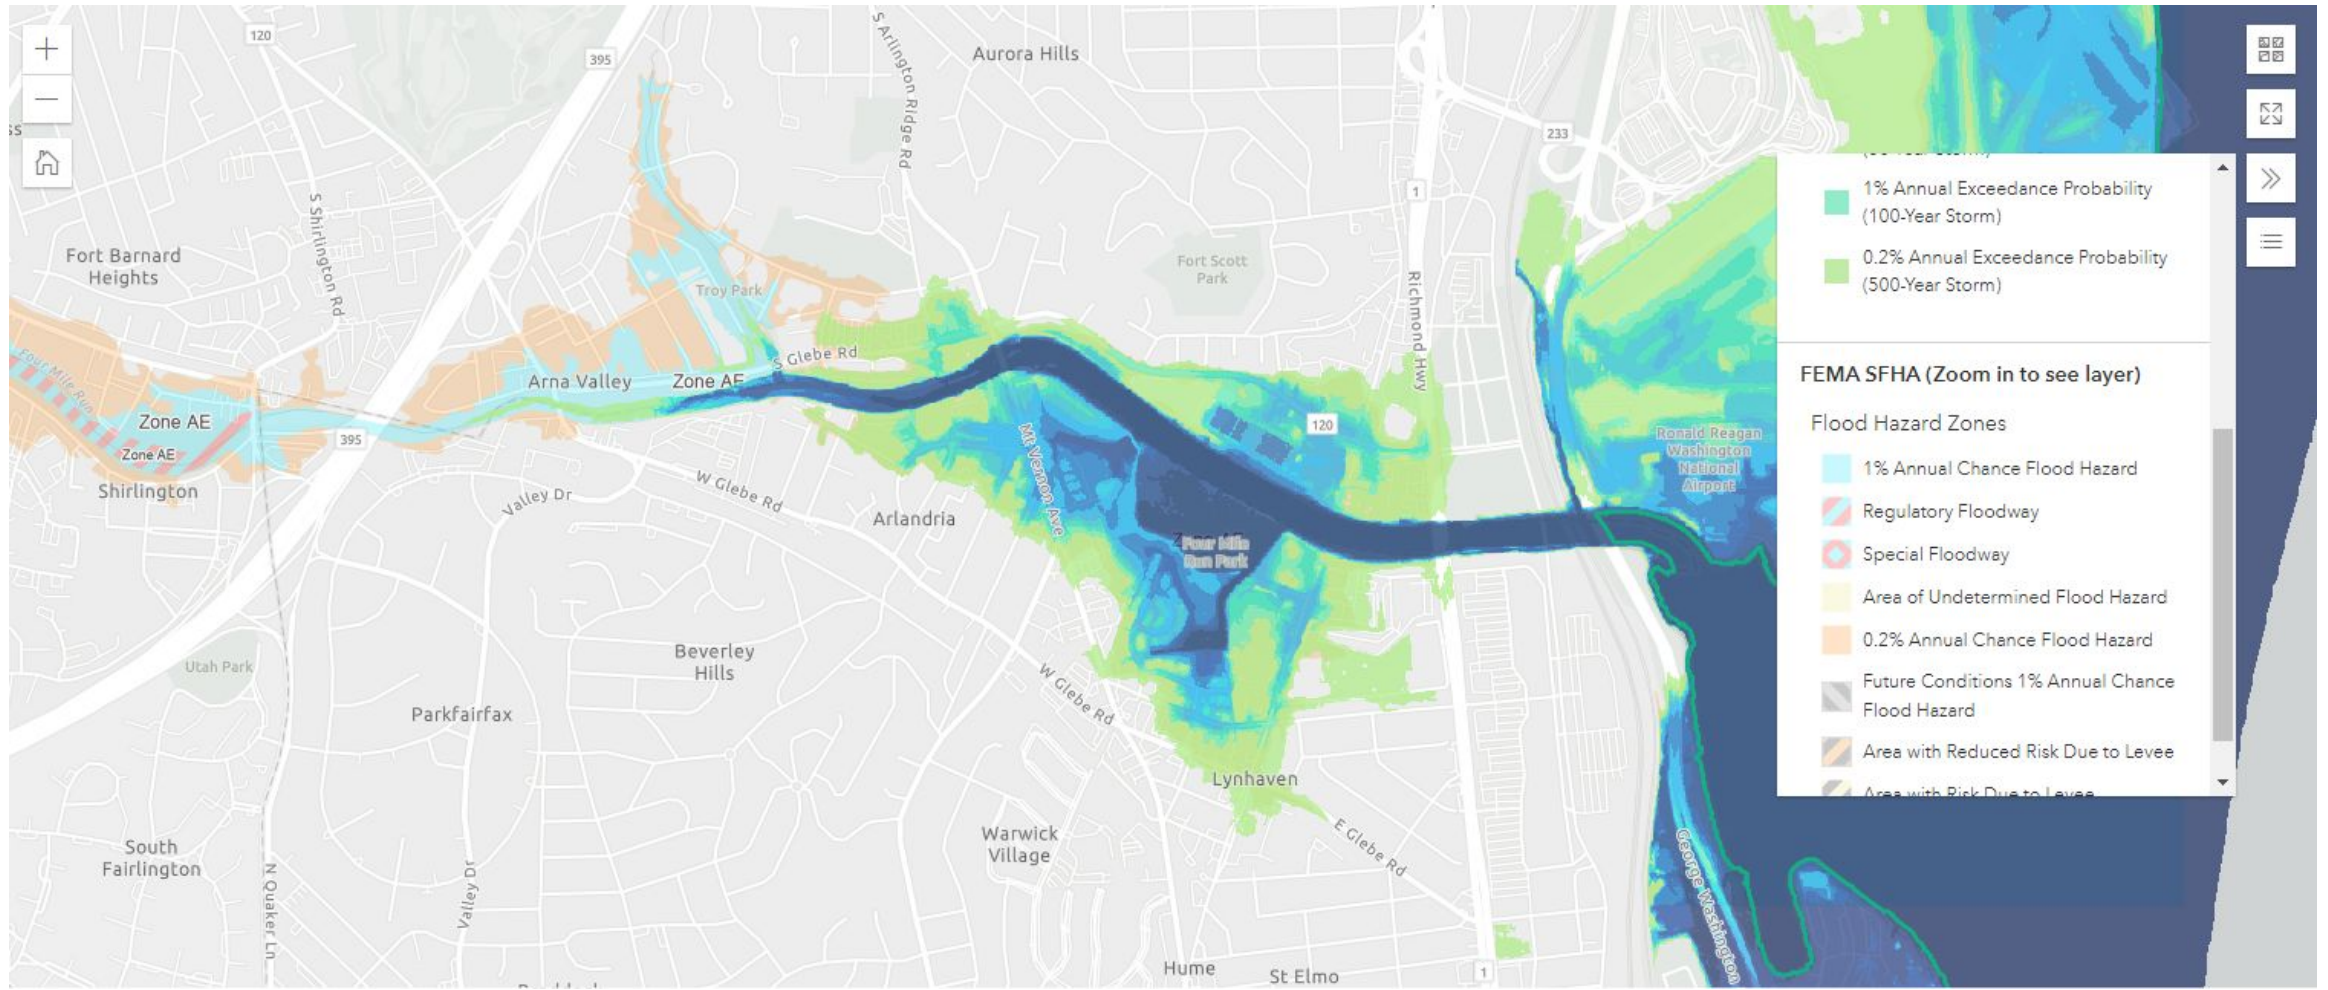 120
395
S Arlington Ridge Rd
Aurora Hills
233
ss
S Shirlington Rd
1
Fort Barnard
Heights
Fort Scott
Park
Richmond Hwy
Troy Park
S Glebe Rd
Four Mile Run
Arna Valley
Zone AE
Zone AE
Zone AE
395
120
Mt Vernon Ave
Ronald Reagan
Washington
National
Airport
Shirlington
Valley Dr
W Glebe Rd
Arlandria
Four Mile
Run Park
Utah Park
Beverley
Hills
W Glebe Rd
Parkfairfax
Lynhaven
Warwick
Village
E Glebe Rd
South
Fairlington
N Quaker Ln
Valley Dr
George Washington
Hume
St Elmo
1
1% Annual Exceedance Probability
(100-Year Storm)
0.2% Annual Exceedance Probability
(500-Year Storm)
FEMA SFHA (Zoom in to see layer)
Flood Hazard Zones
1% Annual Chance Flood Hazard
Regulatory Floodway
Special Floodway
Area of Undetermined Flood Hazard
0.2% Annual Chance Flood Hazard
Future Conditions 1% Annual Chance
Flood Hazard
Area with Reduced Risk Due to Levee
Area with Risk Due to Levee